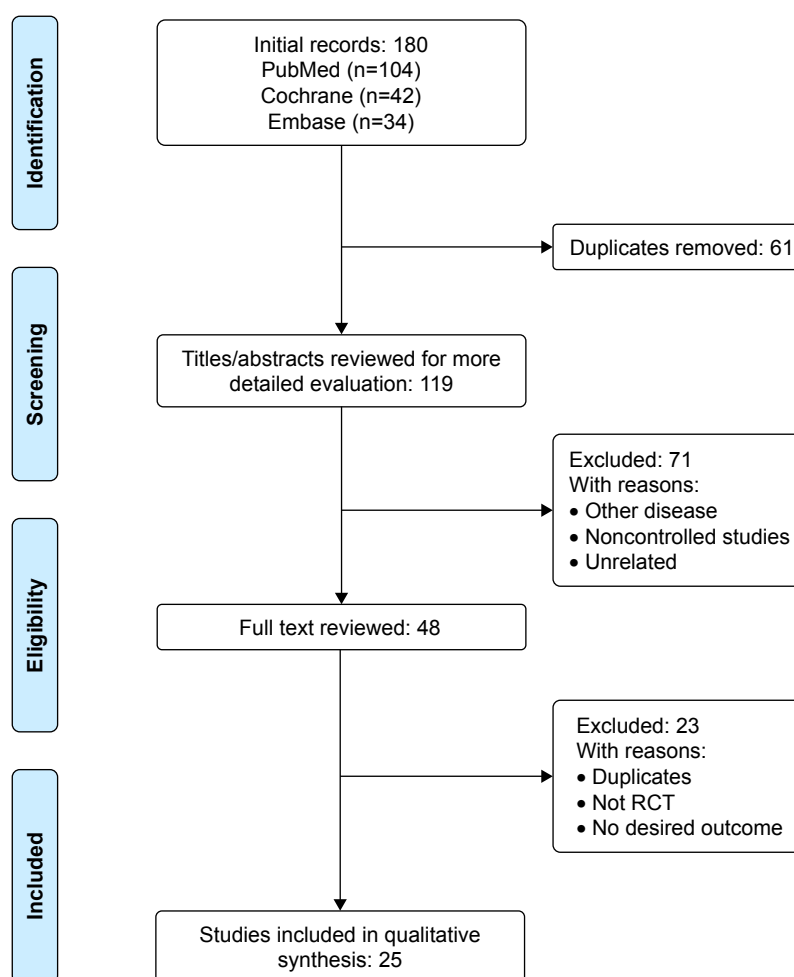 Identification
Initial records: 180
PubMed (n=104)
Cochrane (n=42)
Embase (n=34)
Duplicates removed: 61
Screening
Titles/abstracts reviewed for more
detailed evaluation: 119
Excluded: 71
With reasons:
• Other disease
• Noncontrolled studies
• Unrelated
Eligibility
Full text reviewed: 48
Excluded: 23
With reasons:
• Duplicates
• Not RCT
• No desired outcome
Included
Studies included in qualitative
synthesis: 25